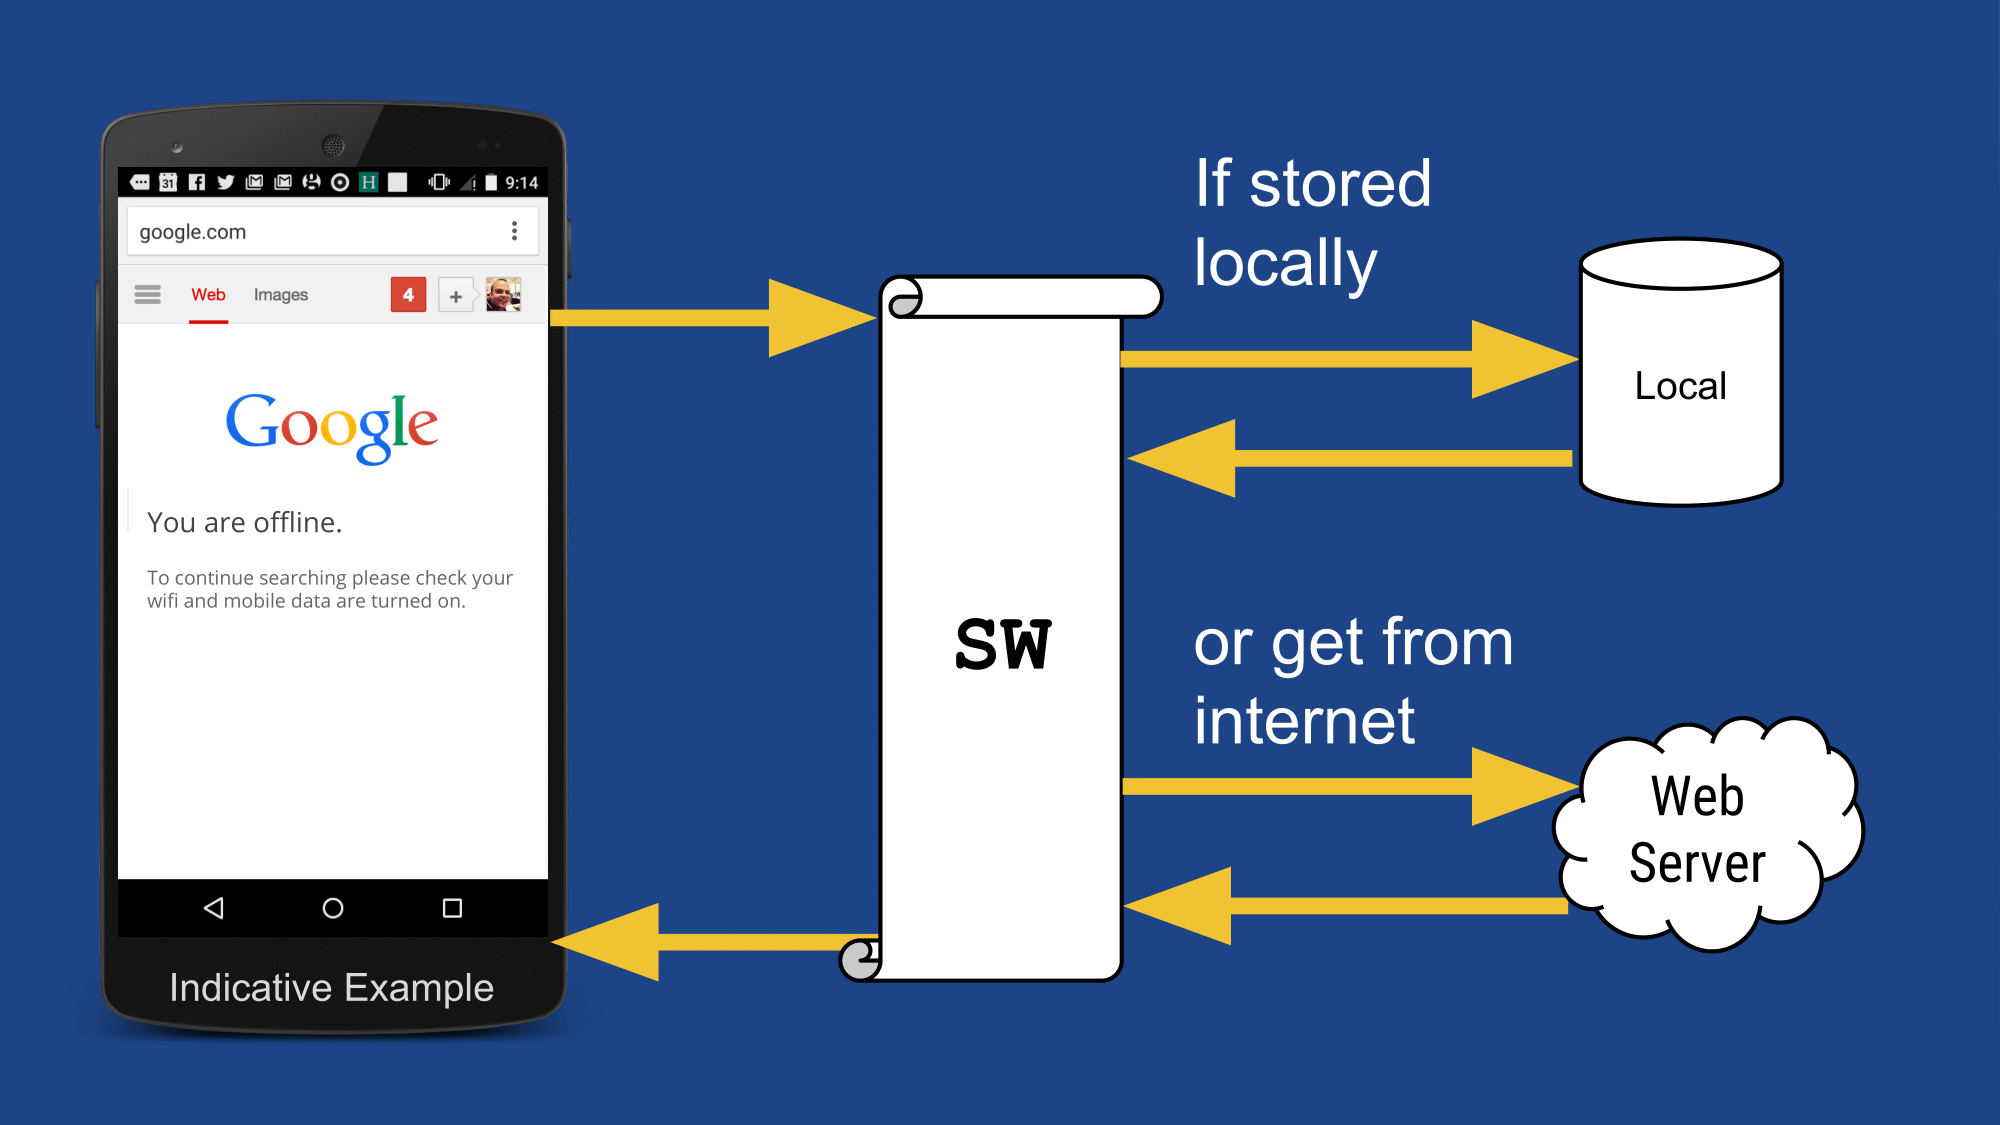 31
H
9:14
google.com
Web
Images
4
+
Google
You are offline.
To continue searching please check your
wifi and mobile data are turned on.
Indicative Example
SW
If stored
locally
Local
or get from
internet
Web
Server